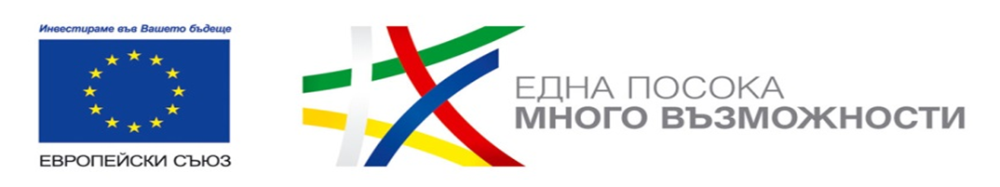 Инвестираме във Вашето бъдеще
ЕВРОПЕЙСКИ СЪЮЗ
ЕДНА ПОСОКА
МНОГО ВЪЗМОЖНОСТИ